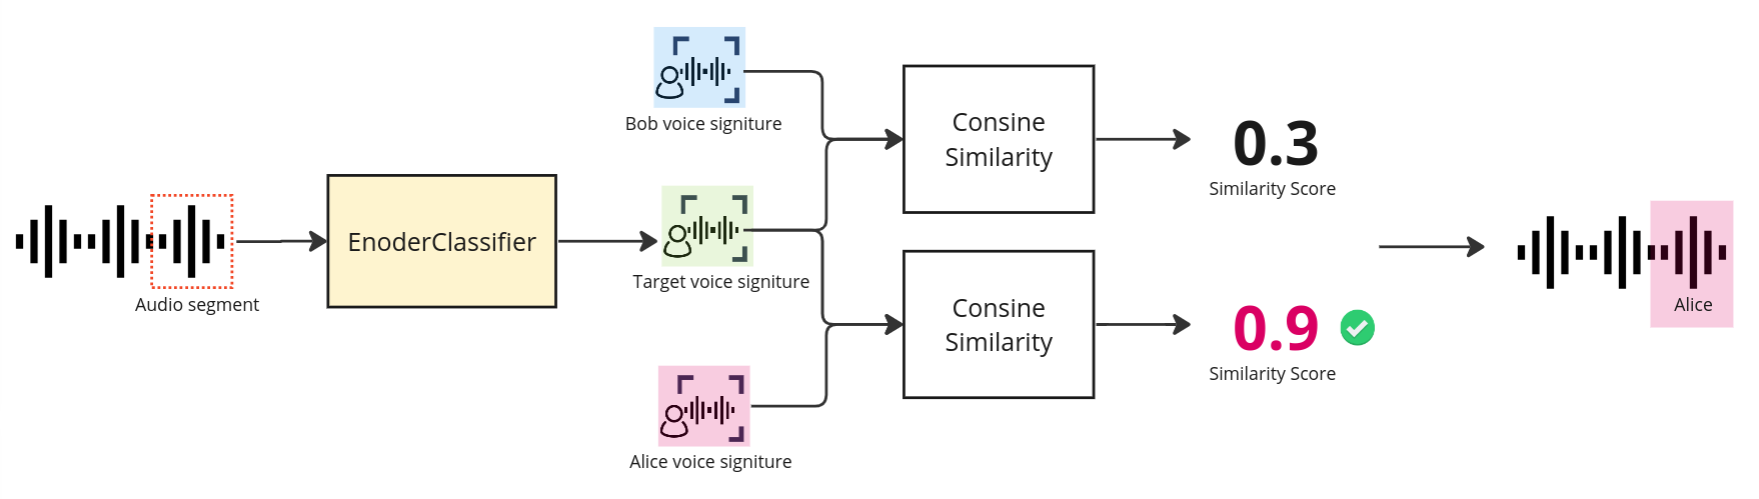 Bob voice signiture
Consine
Similarity
0.3
Similarity Score
Audio segment
EnoderClassifier
Target voice signiture
Consine
Similarity
0.9
Similarity Score
Alice
Alice voice signiture